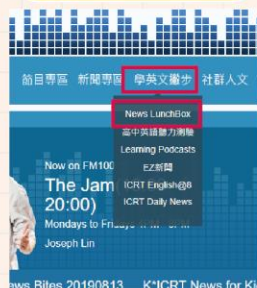 節目專區 新聞專區 學英文撇步 社群人文
News LunchBox
高中英語聽力測驗
Learning Podcasts
EZ新聞
ICRT English@8
ICRT Daily News
Now on FM100
The Jam
20:00)
Mondays to
Joseph Lin
ws Bites 20190813 K*ICRT News for Ki